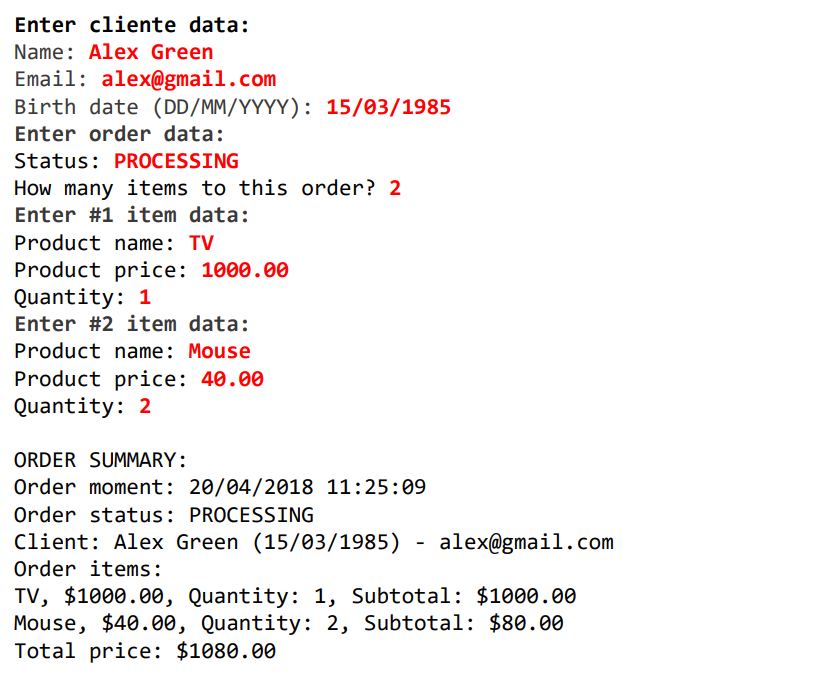 Enter cliente data:
Name: Alex Green
Email: alex@gmail.com
Birth date (DD/MM/YYYY): 15/03/1985
Enter order data:
Status: PROCESSING
How many items to this order? 2
Enter #1 item data:
Product name: TV
Product price: 1000.00
Quantity: 1
Enter #2 item data:
Product name: Mouse
Product price: 40.00
Quantity: 2

ORDER SUMMARY:
Order moment: 20/04/2018 11:25:09
Order status: PROCESSING
Client: Alex Green (15/03/1985) - alex@gmail.com
Order items:
TV, $1000.00, Quantity: 1, Subtotal: $1000.00
Mouse, $40.00, Quantity: 2, Subtotal: $80.00
Total price: $1080.00